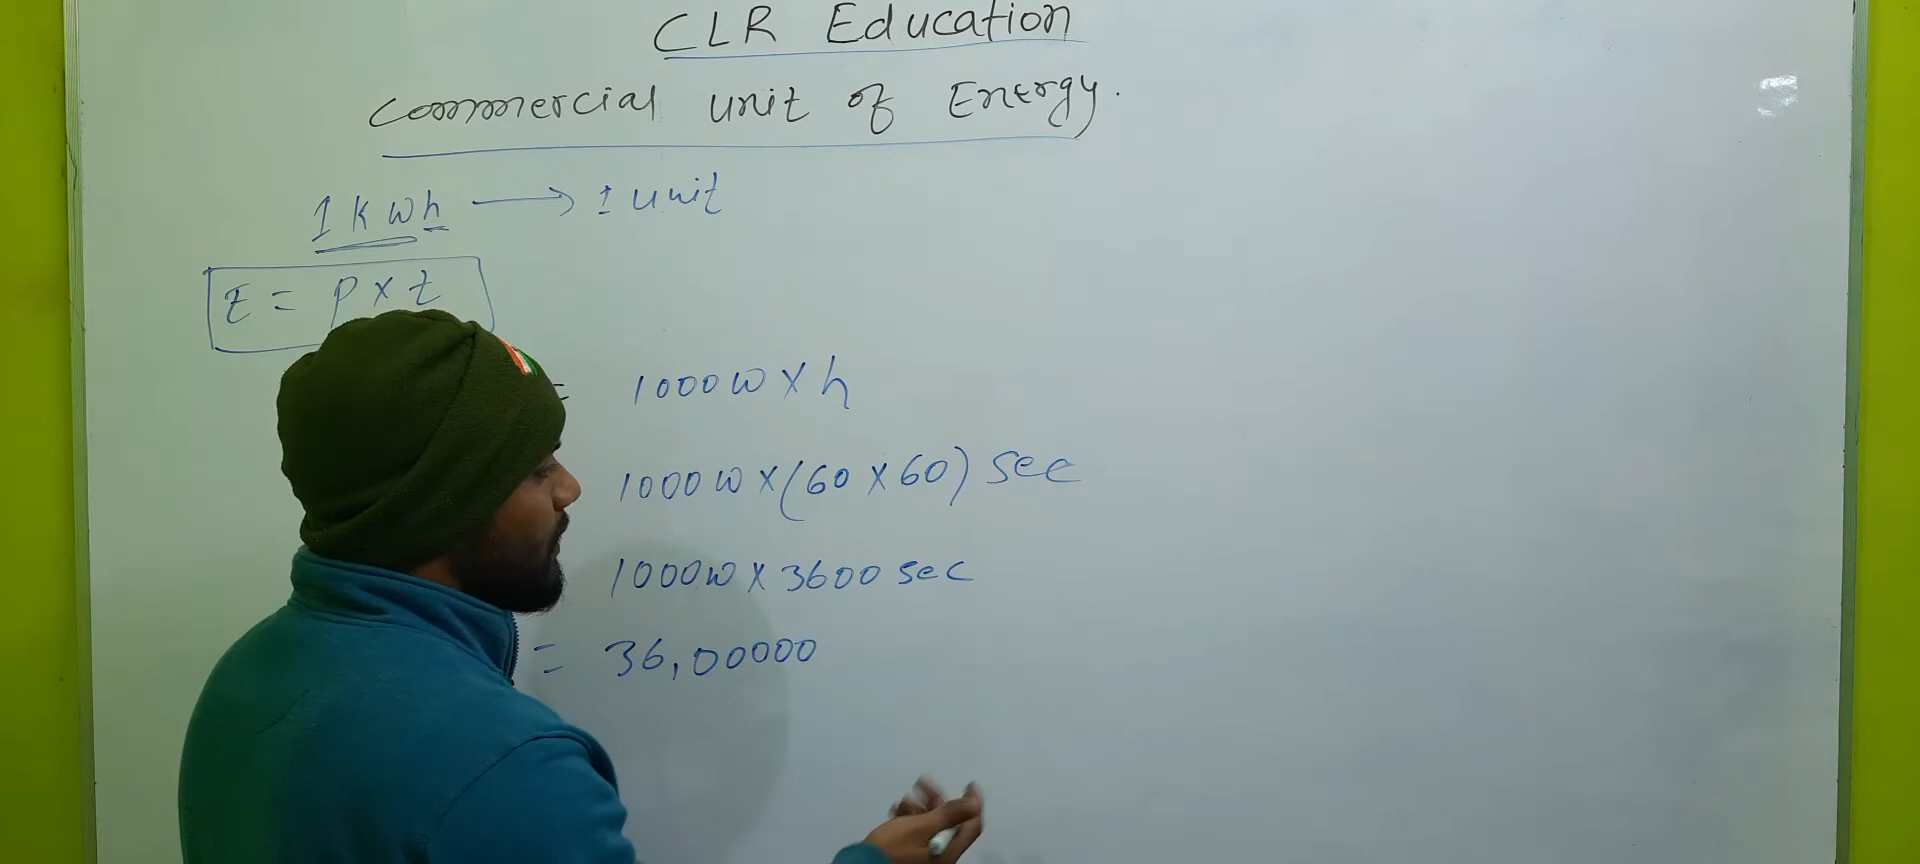 CLR Education
Commercial unit of Energy.
1 kwh → 1 unit
E = P × t
= 1000 w × h
1000 w × (60 × 60) sec
1000w × 3600 sec
= 36,00000